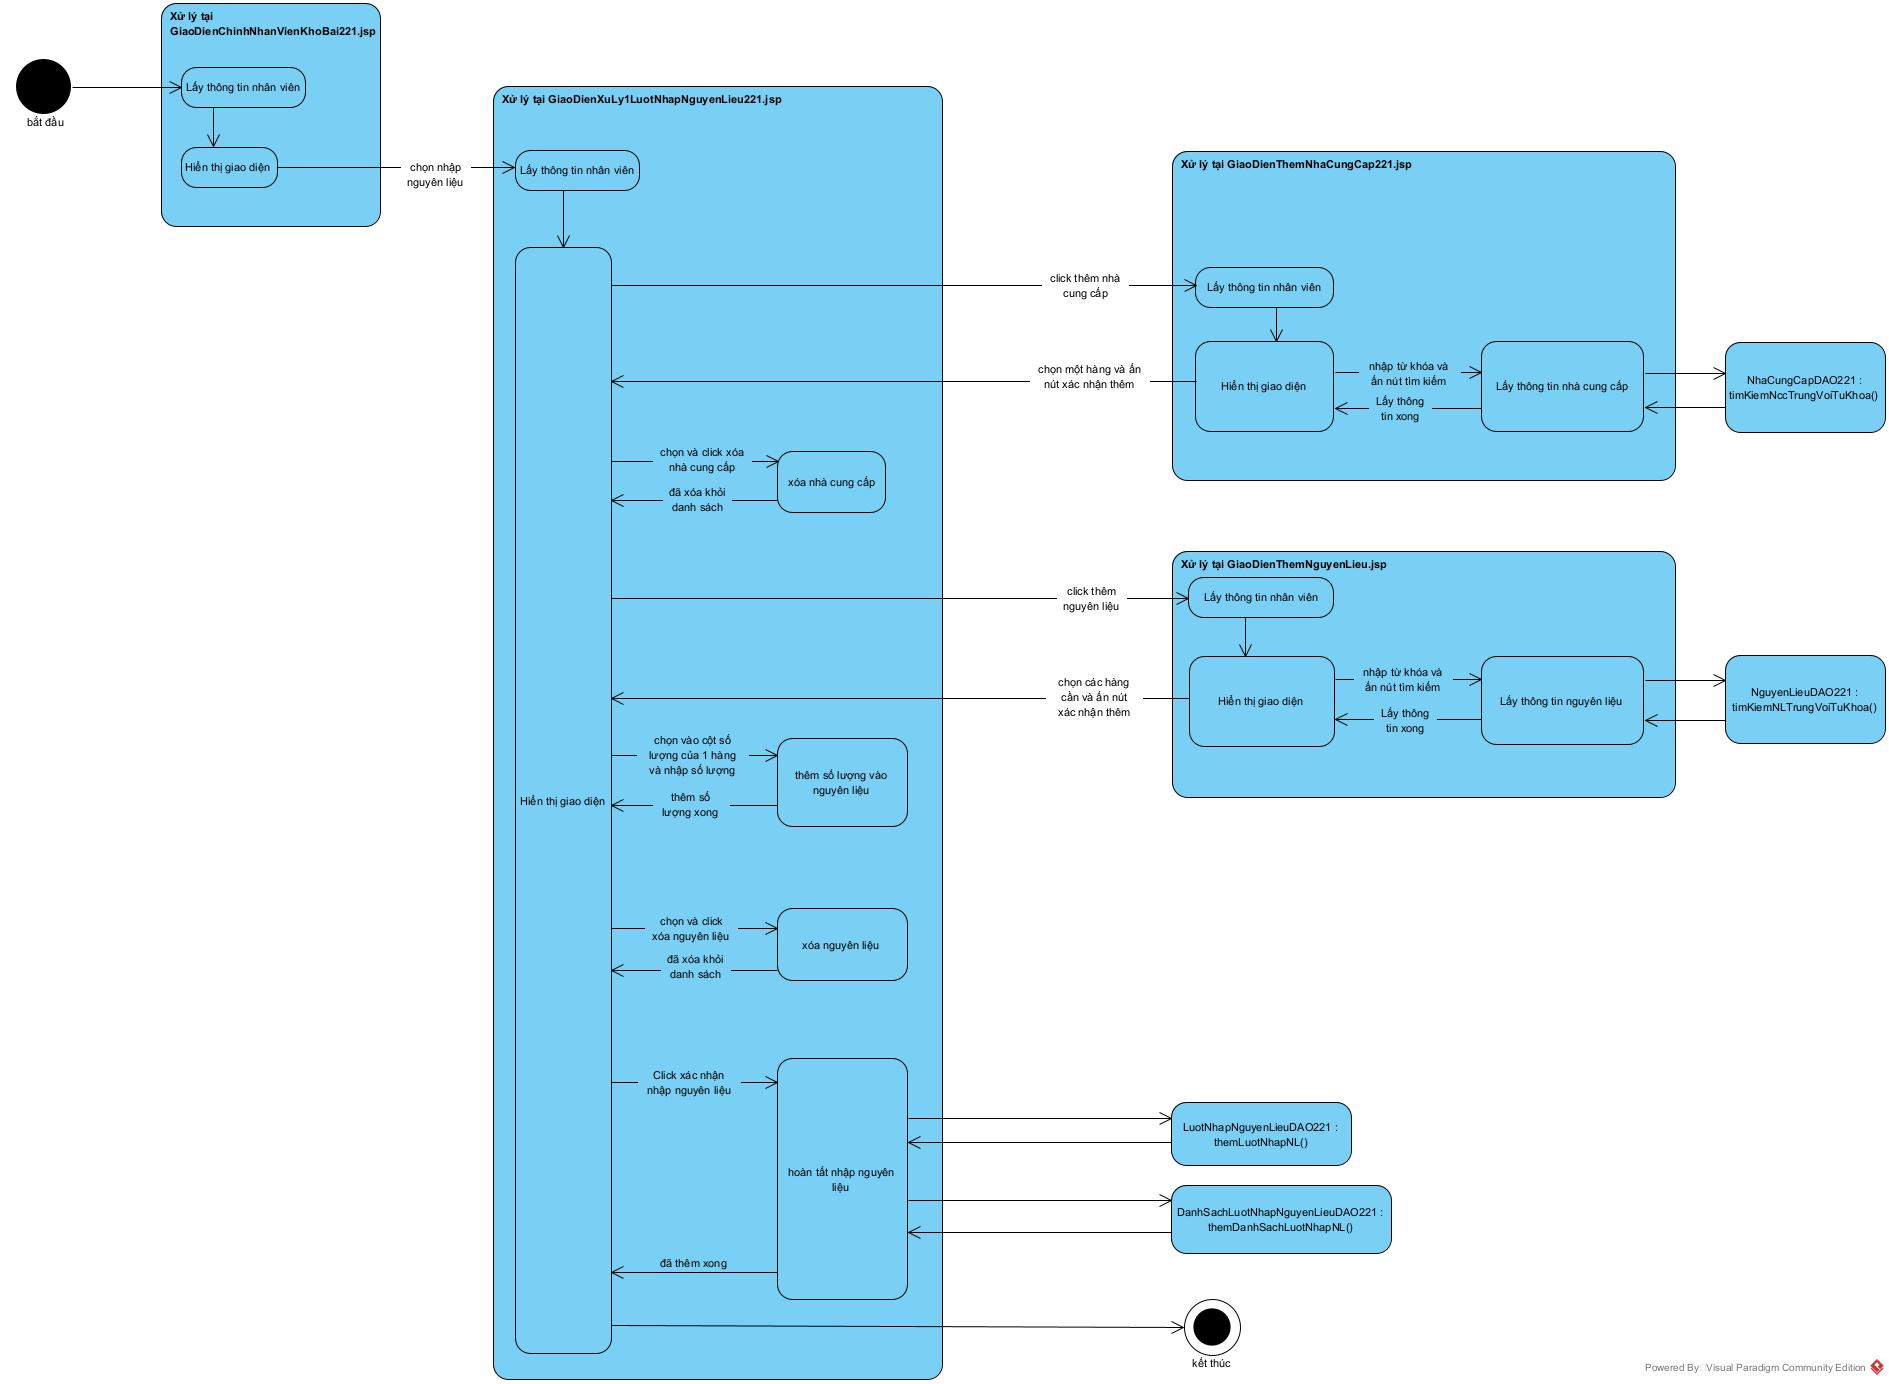 Xử lý tại
GiaoDienChinhNhanVienKhoBai221.jsp
Lấy thông tin nhân viên
bắt đầu
Hiển thị giao diện
chọn nhập
nguyên liệu
Xử lý tại GiaoDienXuLy1LuotNhapNguyenLieu221.jsp
Lấy thông tin nhân viên
Hiển thị giao diện
click thêm nhà
cung cấp
Xử lý tại GiaoDienThemNhaCungCap221.jsp
Lấy thông tin nhân viên
chọn một hàng và ấn
nút xác nhận thêm
Hiển thị giao diện
nhập từ khóa và
ấn nút tìm kiếm
Lấy thông
tin xong
Lấy thông tin nhà cung cấp
NhaCungCapDAO221 :
timKiemNccTrungVoiTuKhoa()
chọn và click xóa
nhà cung cấp
đã xóa khỏi
danh sách
xóa nhà cung cấp
click thêm
nguyên liệu
Xử lý tại GiaoDienThemNguyenLieu.jsp
Lấy thông tin nhân viên
chọn các hàng
cần và ấn nút
xác nhận thêm
Hiển thị giao diện
nhập từ khóa và
ấn nút tìm kiếm
Lấy thông
tin xong
Lấy thông tin nguyên liệu
NguyenLieuDAO221 :
timKiemNLTrungVoiTuKhoa()
chọn vào cột số
lượng của 1 hàng
và nhập số lượng
thêm số
lượng xong
thêm số lượng vào
nguyên liệu
chọn và click
xóa nguyên liệu
đã xóa khỏi
danh sách
xóa nguyên liệu
Click xác nhận
nhập nguyên liệu
hoàn tất nhập nguyên
liệu
LuotNhapNguyenLieuDAO221 :
themLuotNhapNL()
DanhSachLuotNhapNguyenLieuDAO221 :
themDanhSachLuotNhapNL()
đã thêm xong
kết thúc
Powered By Visual Paradigm Community Edition